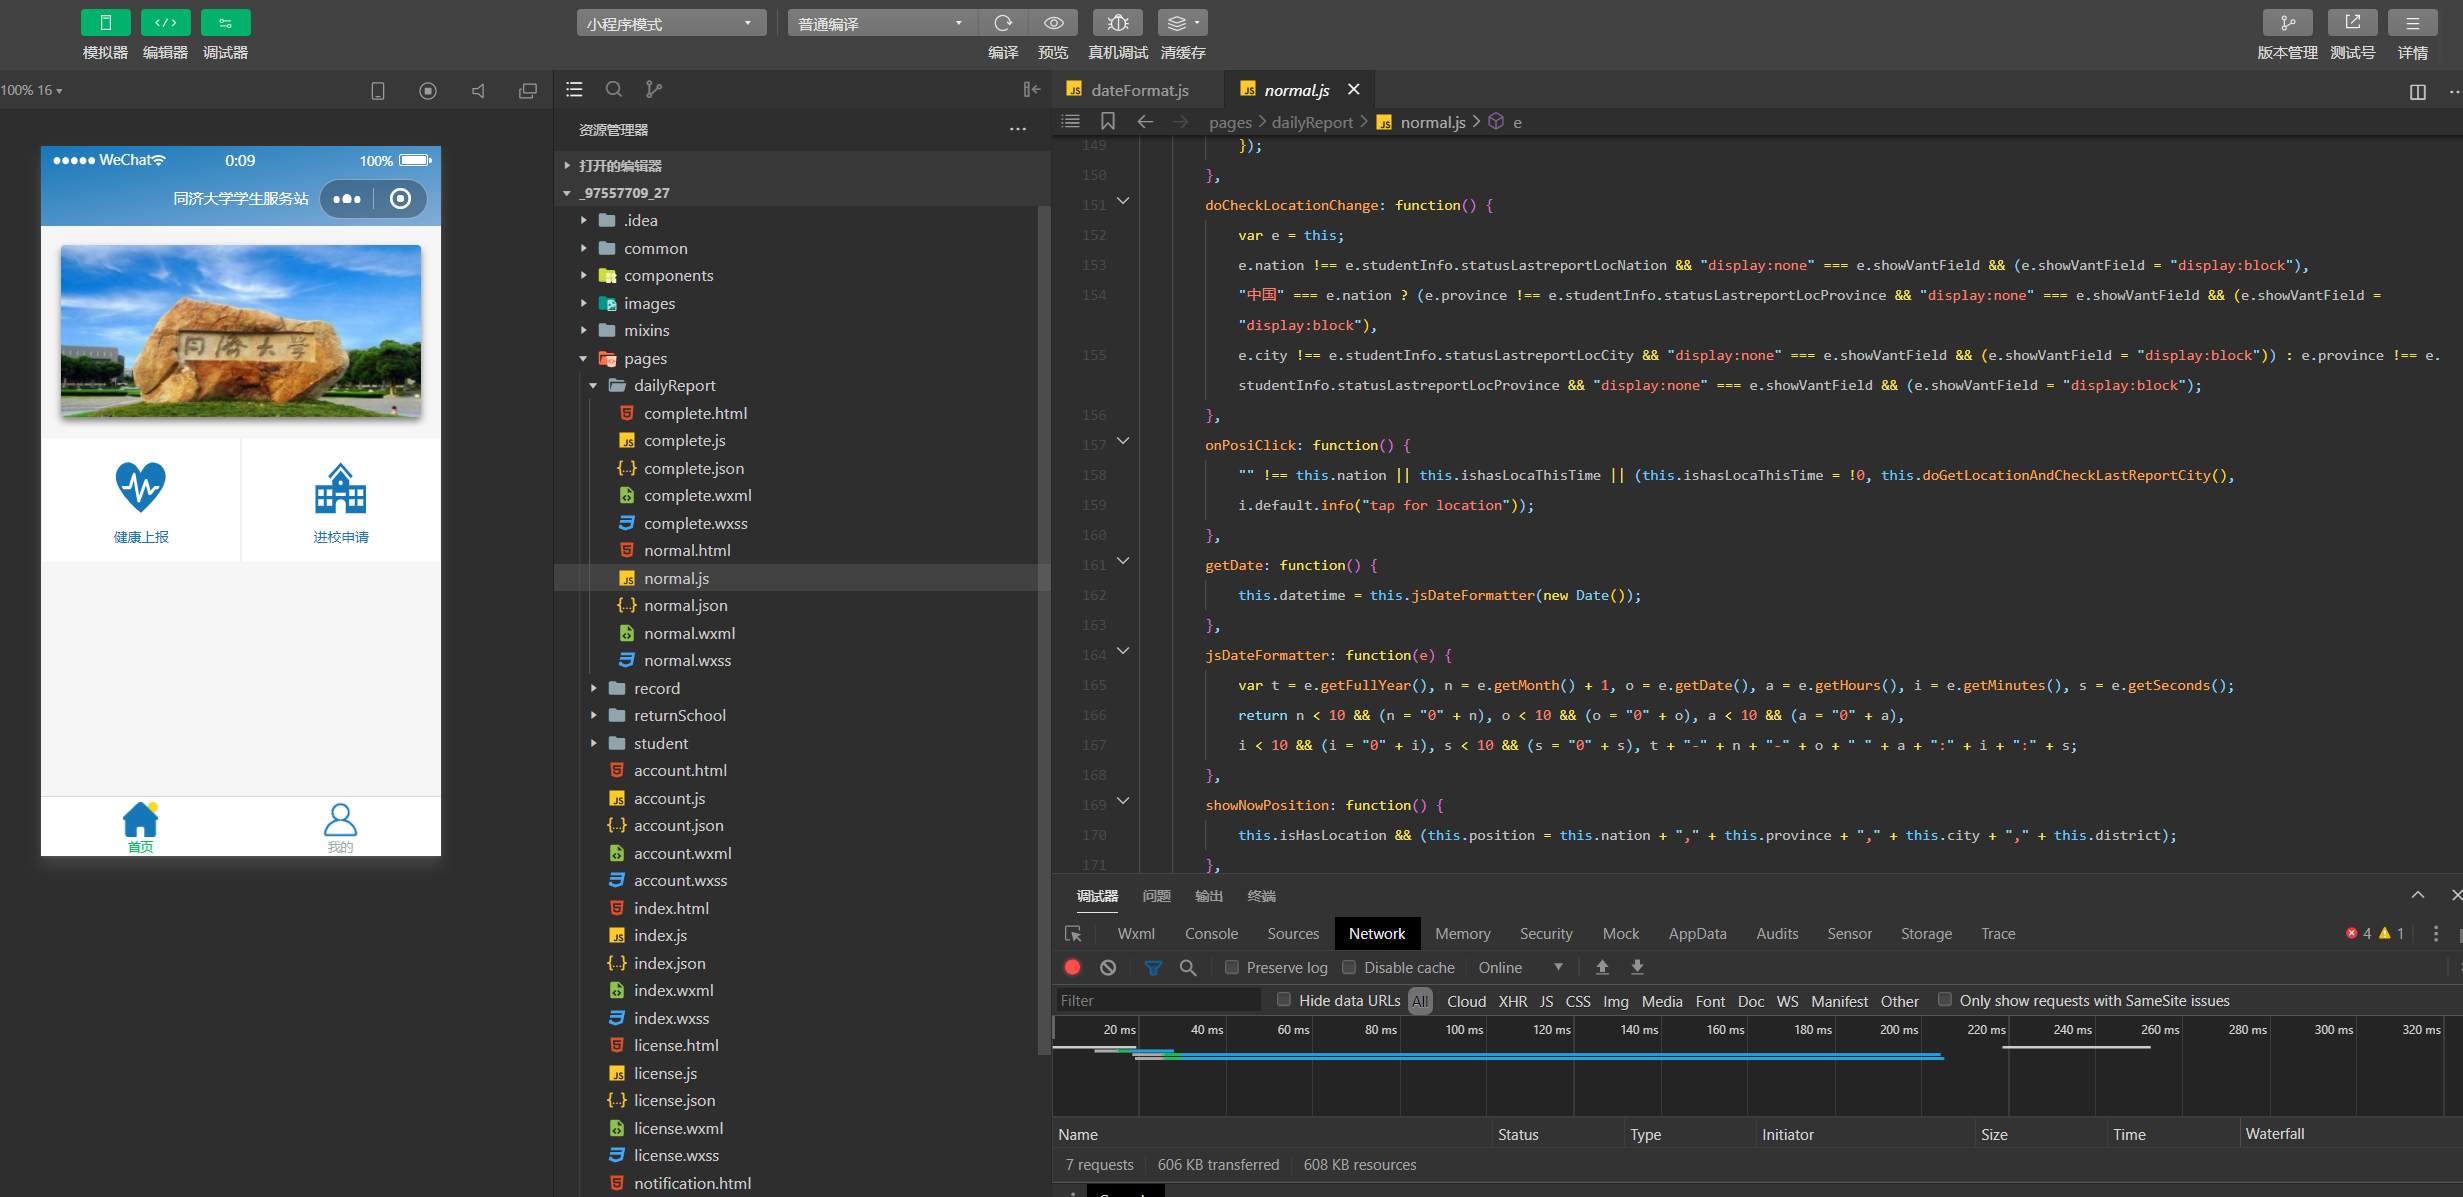 模拟器 编辑器 调试器
小程序模式 普通编译
编译 预览 真机调试 清缓存
版本管理 测试号 详情
100% 16
WeChat 0:09 100%
同济大学学生服务站
同济大学
健康上报 进校申请
首页 我的
资源管理器
打开的编辑器
_97557709_27
.idea
common
components
images
mixins
pages
dailyReport
complete.html
complete.js
complete.json
complete.wxml
complete.wxss
normal.html
normal.js
normal.json
normal.wxml
normal.wxss
record
returnSchool
student
account.html
account.js
account.json
account.wxml
account.wxss
index.html
index.js
index.json
index.wxml
index.wxss
license.html
license.js
license.json
license.wxml
license.wxss
notification.html
dateFormat.js normal.js
pages > dailyReport > normal.js > e
149 });
150 },
151 doCheckLocationChange: function() {
152 var e = this;
153 e.nation !== e.studentInfo.statusLastreportLocNation && "display:none" === e.showVantField && (e.showVantField = "display:block"),
154 "中国" === e.nation ? (e.province !== e.studentInfo.statusLastreportLocProvince && "display:none" === e.showVantField && (e.showVantField =
"display:block"),
155 e.city !== e.studentInfo.statusLastreportLocCity && "display:none" === e.showVantField && (e.showVantField = "display:block")) : e.province !== e.
studentInfo.statusLastreportLocProvince && "display:none" === e.showVantField && (e.showVantField = "display:block");
156 },
157 onPosiClick: function() {
158 "" !== this.nation || this.ishasLocaThisTime || (this.ishasLocaThisTime = !0, this.doGetLocationAndCheckLastReportCity(),
159 i.default.info("tap for location"));
160 },
161 getDate: function() {
162 this.datetime = this.jsDateFormatter(new Date());
163 },
164 jsDateFormatter: function(e) {
165 var t = e.getFullYear(), n = e.getMonth() + 1, o = e.getDate(), a = e.getHours(), i = e.getMinutes(), s = e.getSeconds();
166 return n < 10 && (n = "0" + n), o < 10 && (o = "0" + o), a < 10 && (a = "0" + a),
167 i < 10 && (i = "0" + i), s < 10 && (s = "0" + s), t + "-" + n + "-" + o + " " + a + ":" + i + ":" + s;
168 },
169 showNowPosition: function() {
170 this.isHasLocation && (this.position = this.nation + "," + this.province + "," + this.city + "," + this.district);
171 },
调试器 问题 输出 终端
Wxml Console Sources Network Memory Security Mock AppData Audits Sensor Storage Trace 4 1
Preserve log Disable cache Online
Filter Hide data URLs All Cloud XHR JS CSS Img Media Font Doc WS Manifest Other Only show requests with SameSite issues
20 ms 40 ms 60 ms 80 ms 100 ms 120 ms 140 ms 160 ms 180 ms 200 ms 220 ms 240 ms 260 ms 280 ms 300 ms 320 ms
Name Status Type Initiator Size Time Waterfall
7 requests 606 KB transferred 608 KB resources